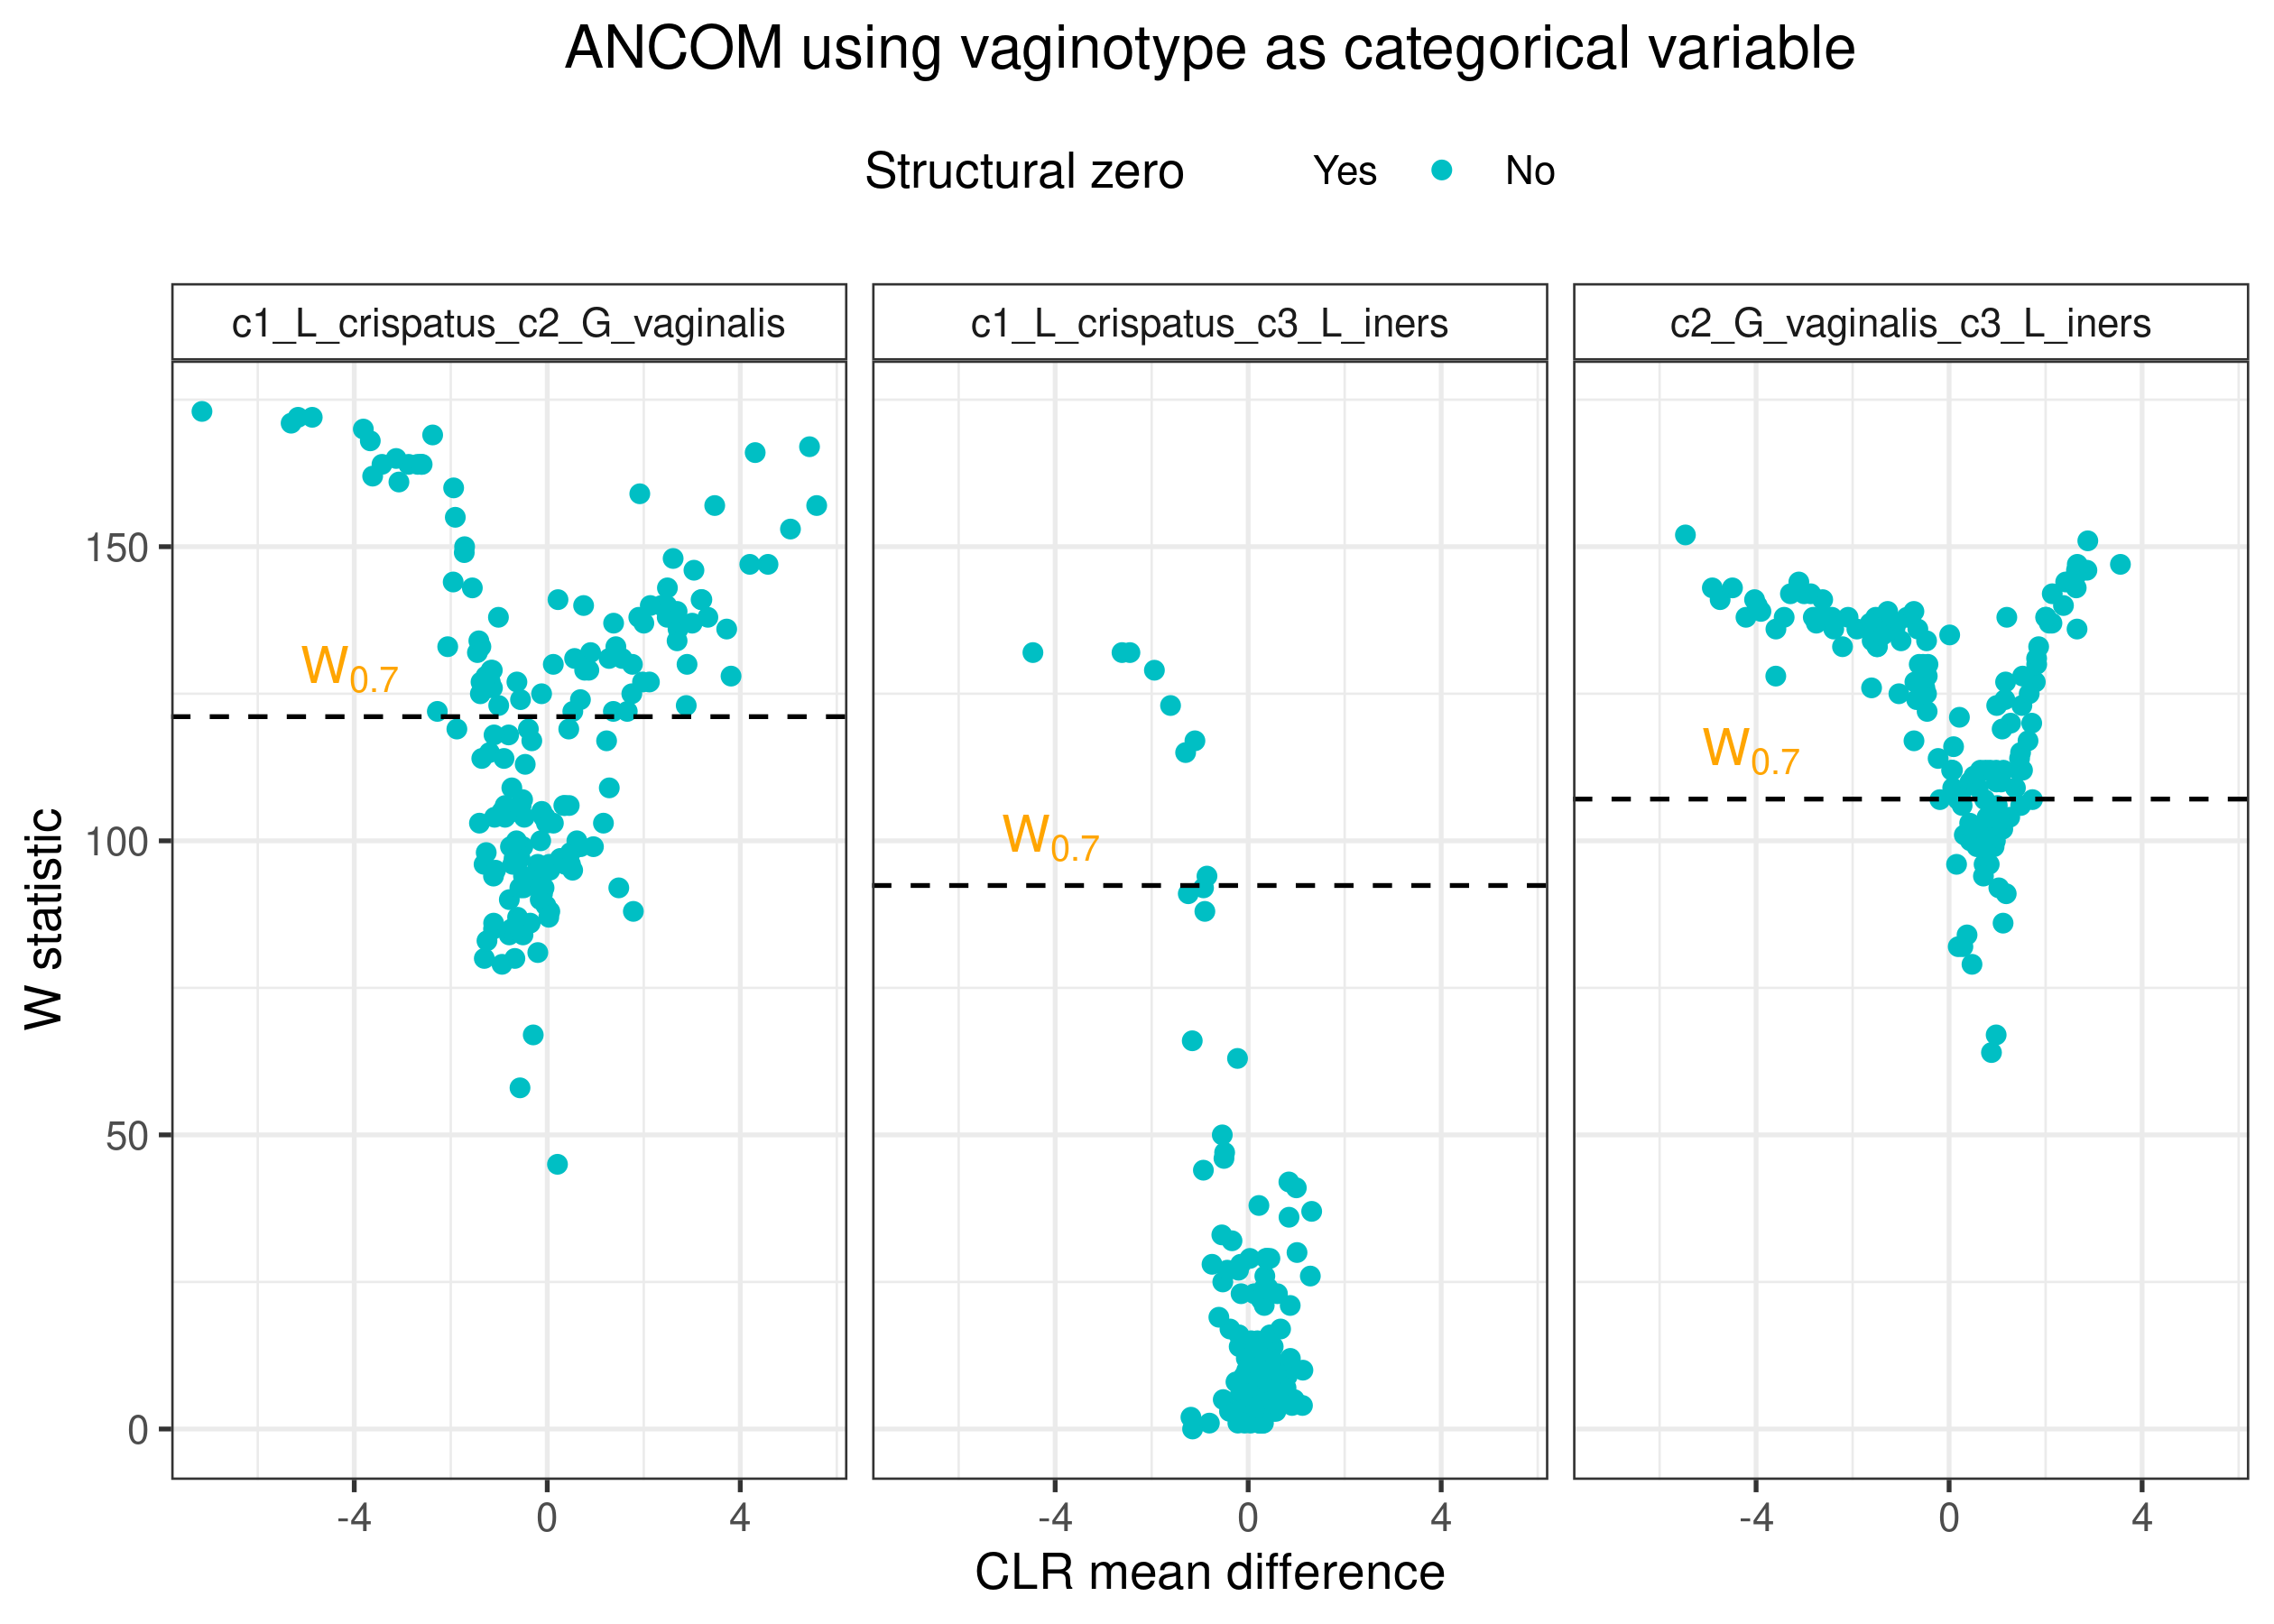 ANCOM using vaginotype as categorical variable
Structural zero Yes No
c1_L_crispatus_c2_G_vaginalis c1_L_crispatus_c3_L_iners c2_G_vaginalis_c3_L_iners
150
W0.7
W0.7
100
W0.7
W statistic
50
0
-4 0 4 -4 0 4 -4 0 4
CLR mean difference